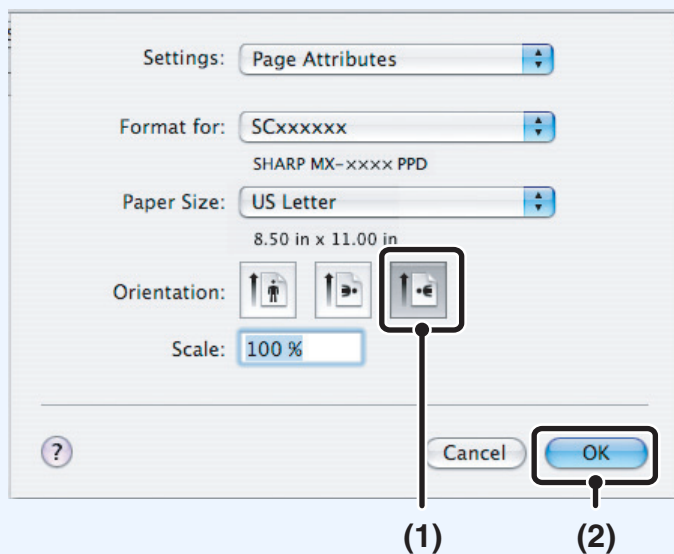 Settings: Page Attributes
Format for: SCxxxxxx
SHARP MX-×××× PPD
Paper Size: US Letter
8.50 in x 11.00 in
Orientation:
Scale: 100 %
? Cancel OK
(1) (2)